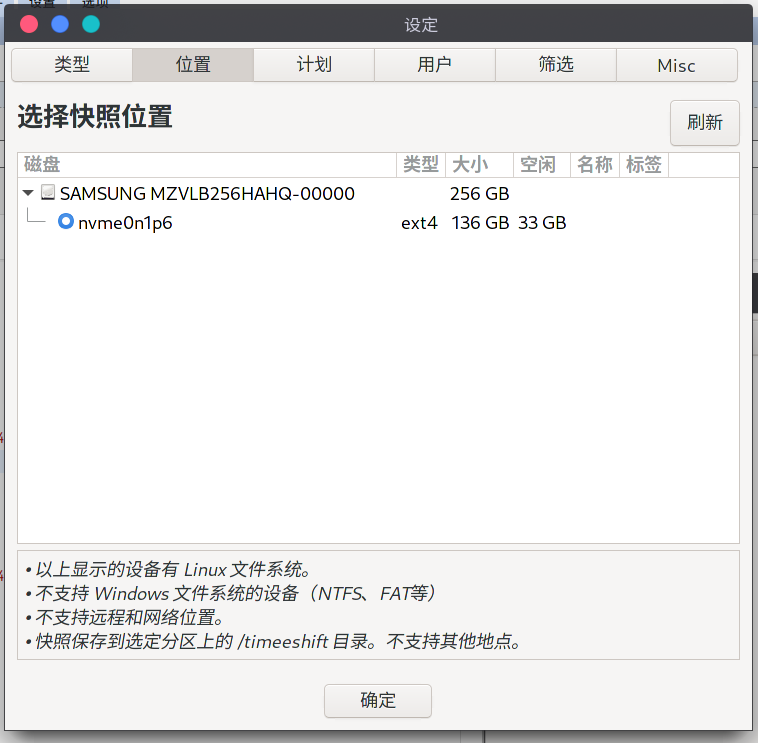 设置 选项
设定
类型 位置 计划 用户 筛选 Misc
选择快照位置
刷新
磁盘 类型 大小 空闲 名称 标签
SAMSUNG MZVLB256HAHQ-00000 256 GB
nvme0n1p6 ext4 136 GB 33 GB
• 以上显示的设备有 Linux 文件系统。
• 不支持 Windows 文件系统的设备（NTFS、FAT等）
• 不支持远程和网络位置。
• 快照保存到选定分区上的 /timeeshift 目录。不支持其他地点。
确定